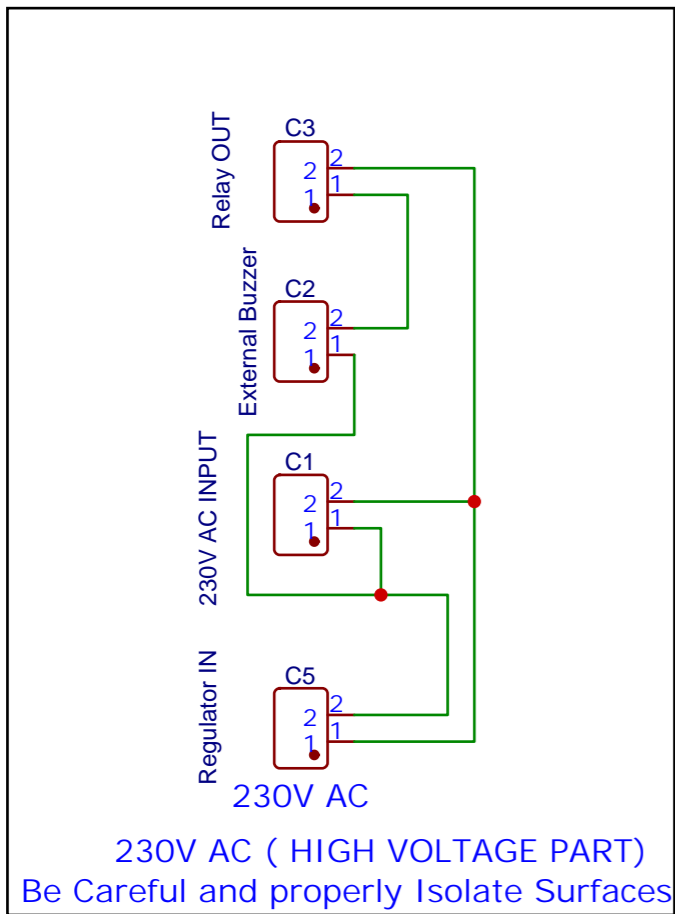 C3
Relay OUT
2
2
1
1
C2
External Buzzer
2
2
1
1
C1
230V AC INPUT
2
2
1
1
C5
Regulator IN
2
2
1
1
230V AC
230V AC ( HIGH VOLTAGE PART)
Be Careful and properly Isolate Surfaces